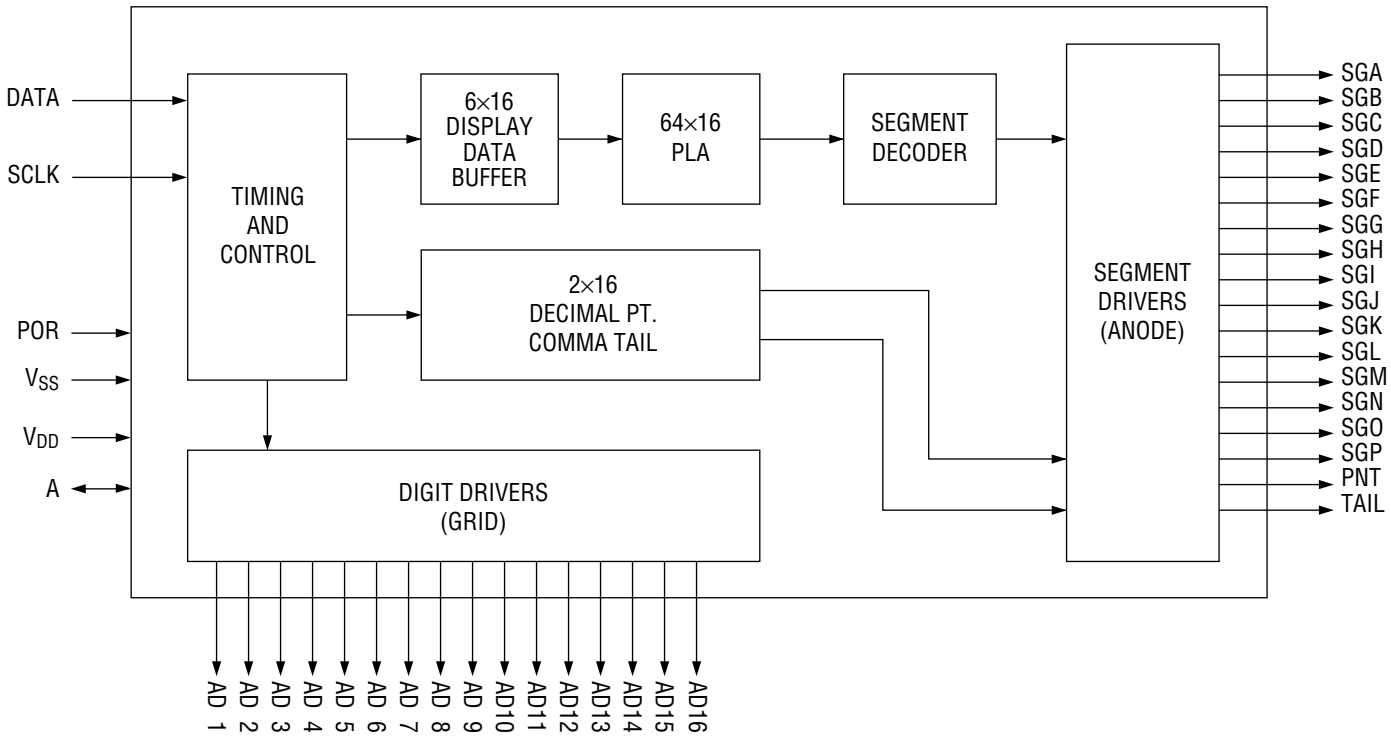 DATA
SCLK
POR
VSS
VDD
A
TIMING
AND
CONTROL
6×16
DISPLAY
DATA
BUFFER
64×16
PLA
SEGMENT
DECODER
2×16
DECIMAL PT.
COMMA TAIL
SEGMENT
DRIVERS
(ANODE)
DIGIT DRIVERS
(GRID)
SGA
SGB
SGC
SGD
SGE
SGF
SGG
SGH
SGI
SGJ
SGK
SGL
SGM
SGN
SGO
SGP
PNT
TAIL
AD 1
AD 2
AD 3
AD 4
AD 5
AD 6
AD 7
AD 8
AD 9
AD10
AD11
AD12
AD13
AD14
AD15
AD16